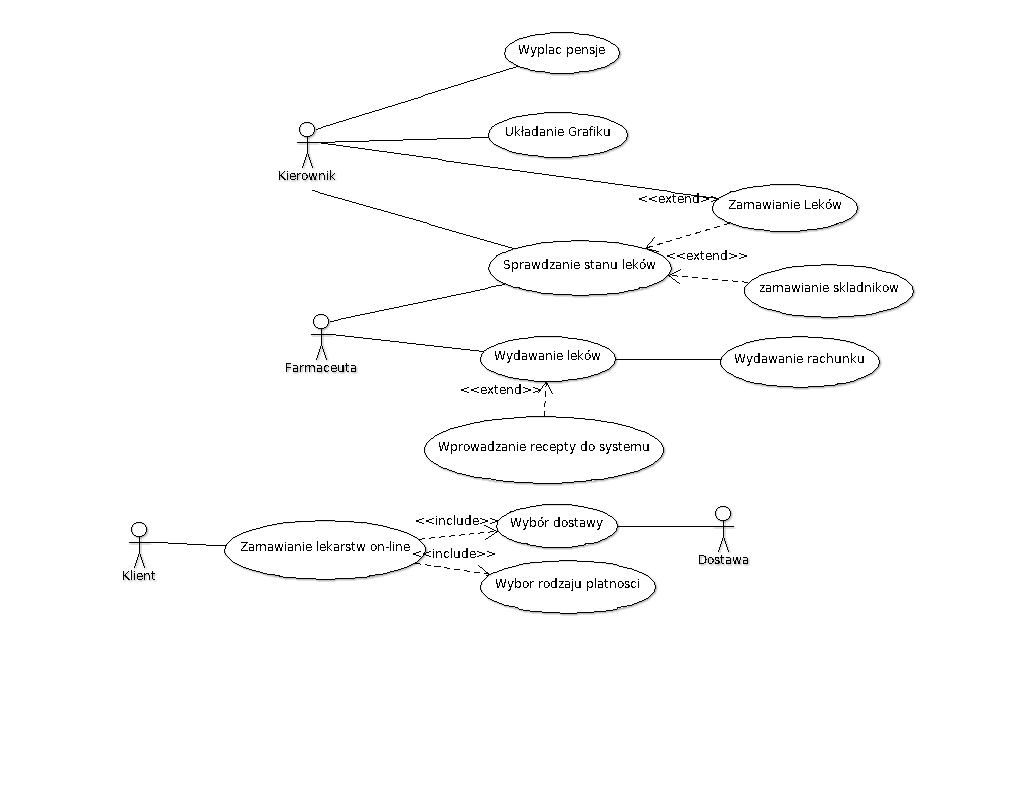 Wyplac pensje
Układanie Grafiku
Kierownik
<<extend>>
Zamawianie Leków
<<extend>>
Sprawdzanie stanu leków
zamawianie skladnikow
Farmaceuta
Wydawanie leków
Wydawanie rachunku
<<extend>>
Wprowadzanie recepty do systemu
<<include>>
Wybór dostawy
Zamawianie lekarstw on-line
<<include>>
Dostawa
Klient
Wybor rodzaju platnosci